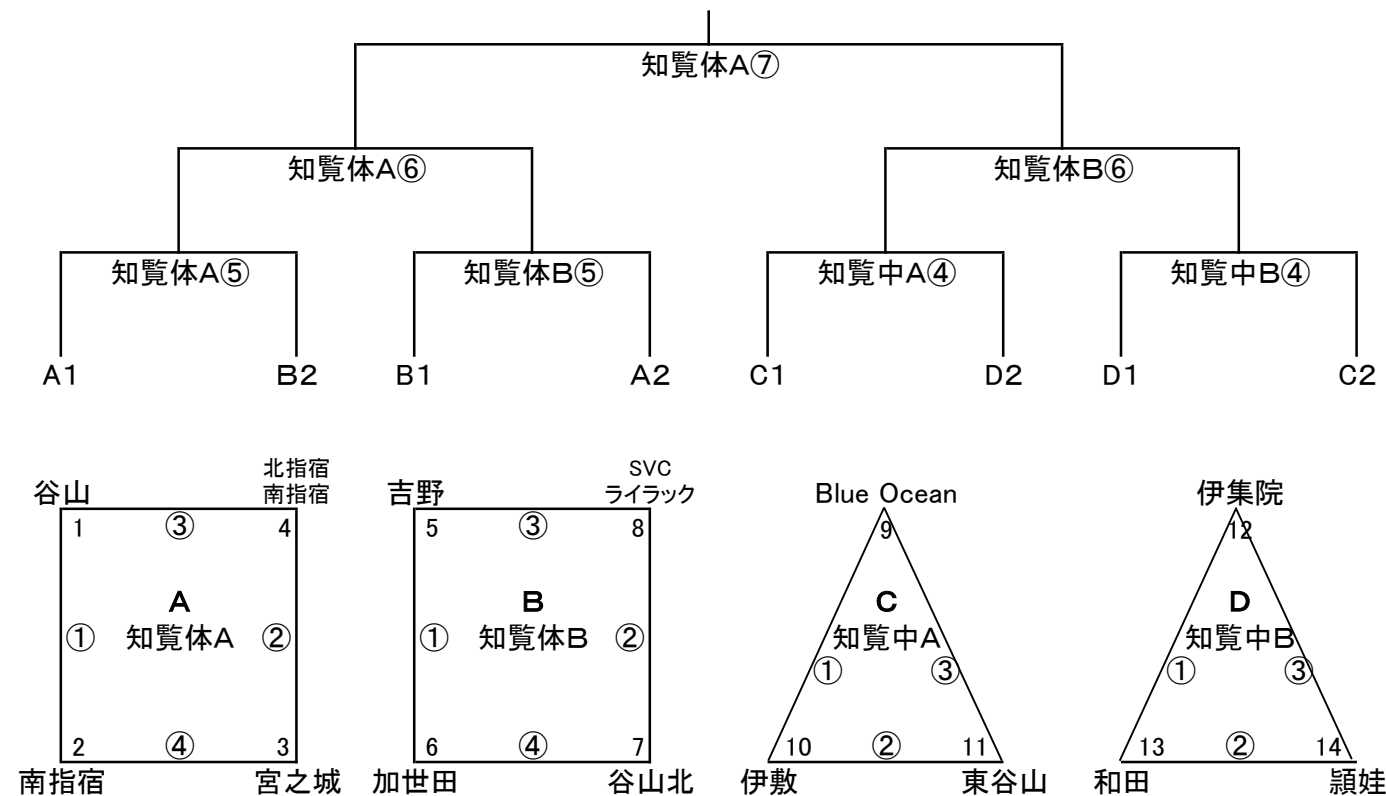 知覧体A⑦
知覧体A⑥
知覧体B⑥
知覧体A⑤
知覧体B⑤
知覧中A④
知覧中B④
A1
B2
B1
A2
C1
D2
D1
C2
谷山
北指宿
南指宿
1
③
4
A
①
知覧体A
②
2
④
3
南指宿
宮之城
吉野
SVC
ライラック
5
③
8
B
①
知覧体B
②
6
④
7
加世田
谷山北
Blue Ocean
9
C
知覧中A
①
③
10
②
11
伊敷
東谷山
伊集院
12
D
知覧中B
①
③
13
②
14
和田
頴娃